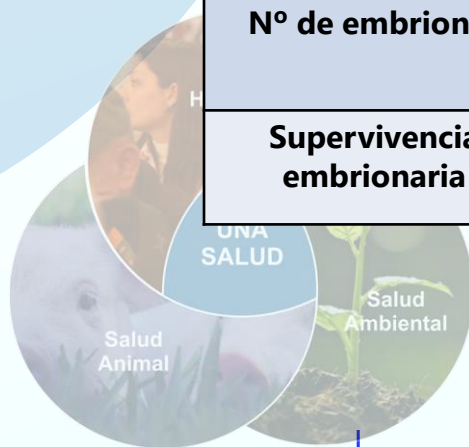 Nº de embrion
Supervivencia
embrionaria
UNA
SALUD
Salud
Ambiental
Salud
Animal